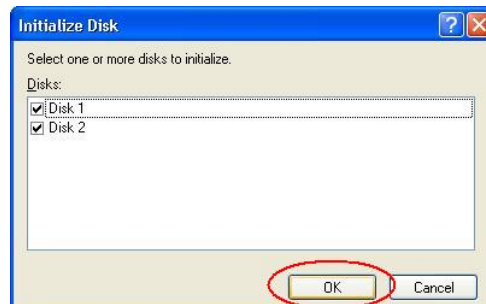 Initialize Disk
Select one or more disks to initialize.
Disks:
Disk 1
Disk 2
OK Cancel